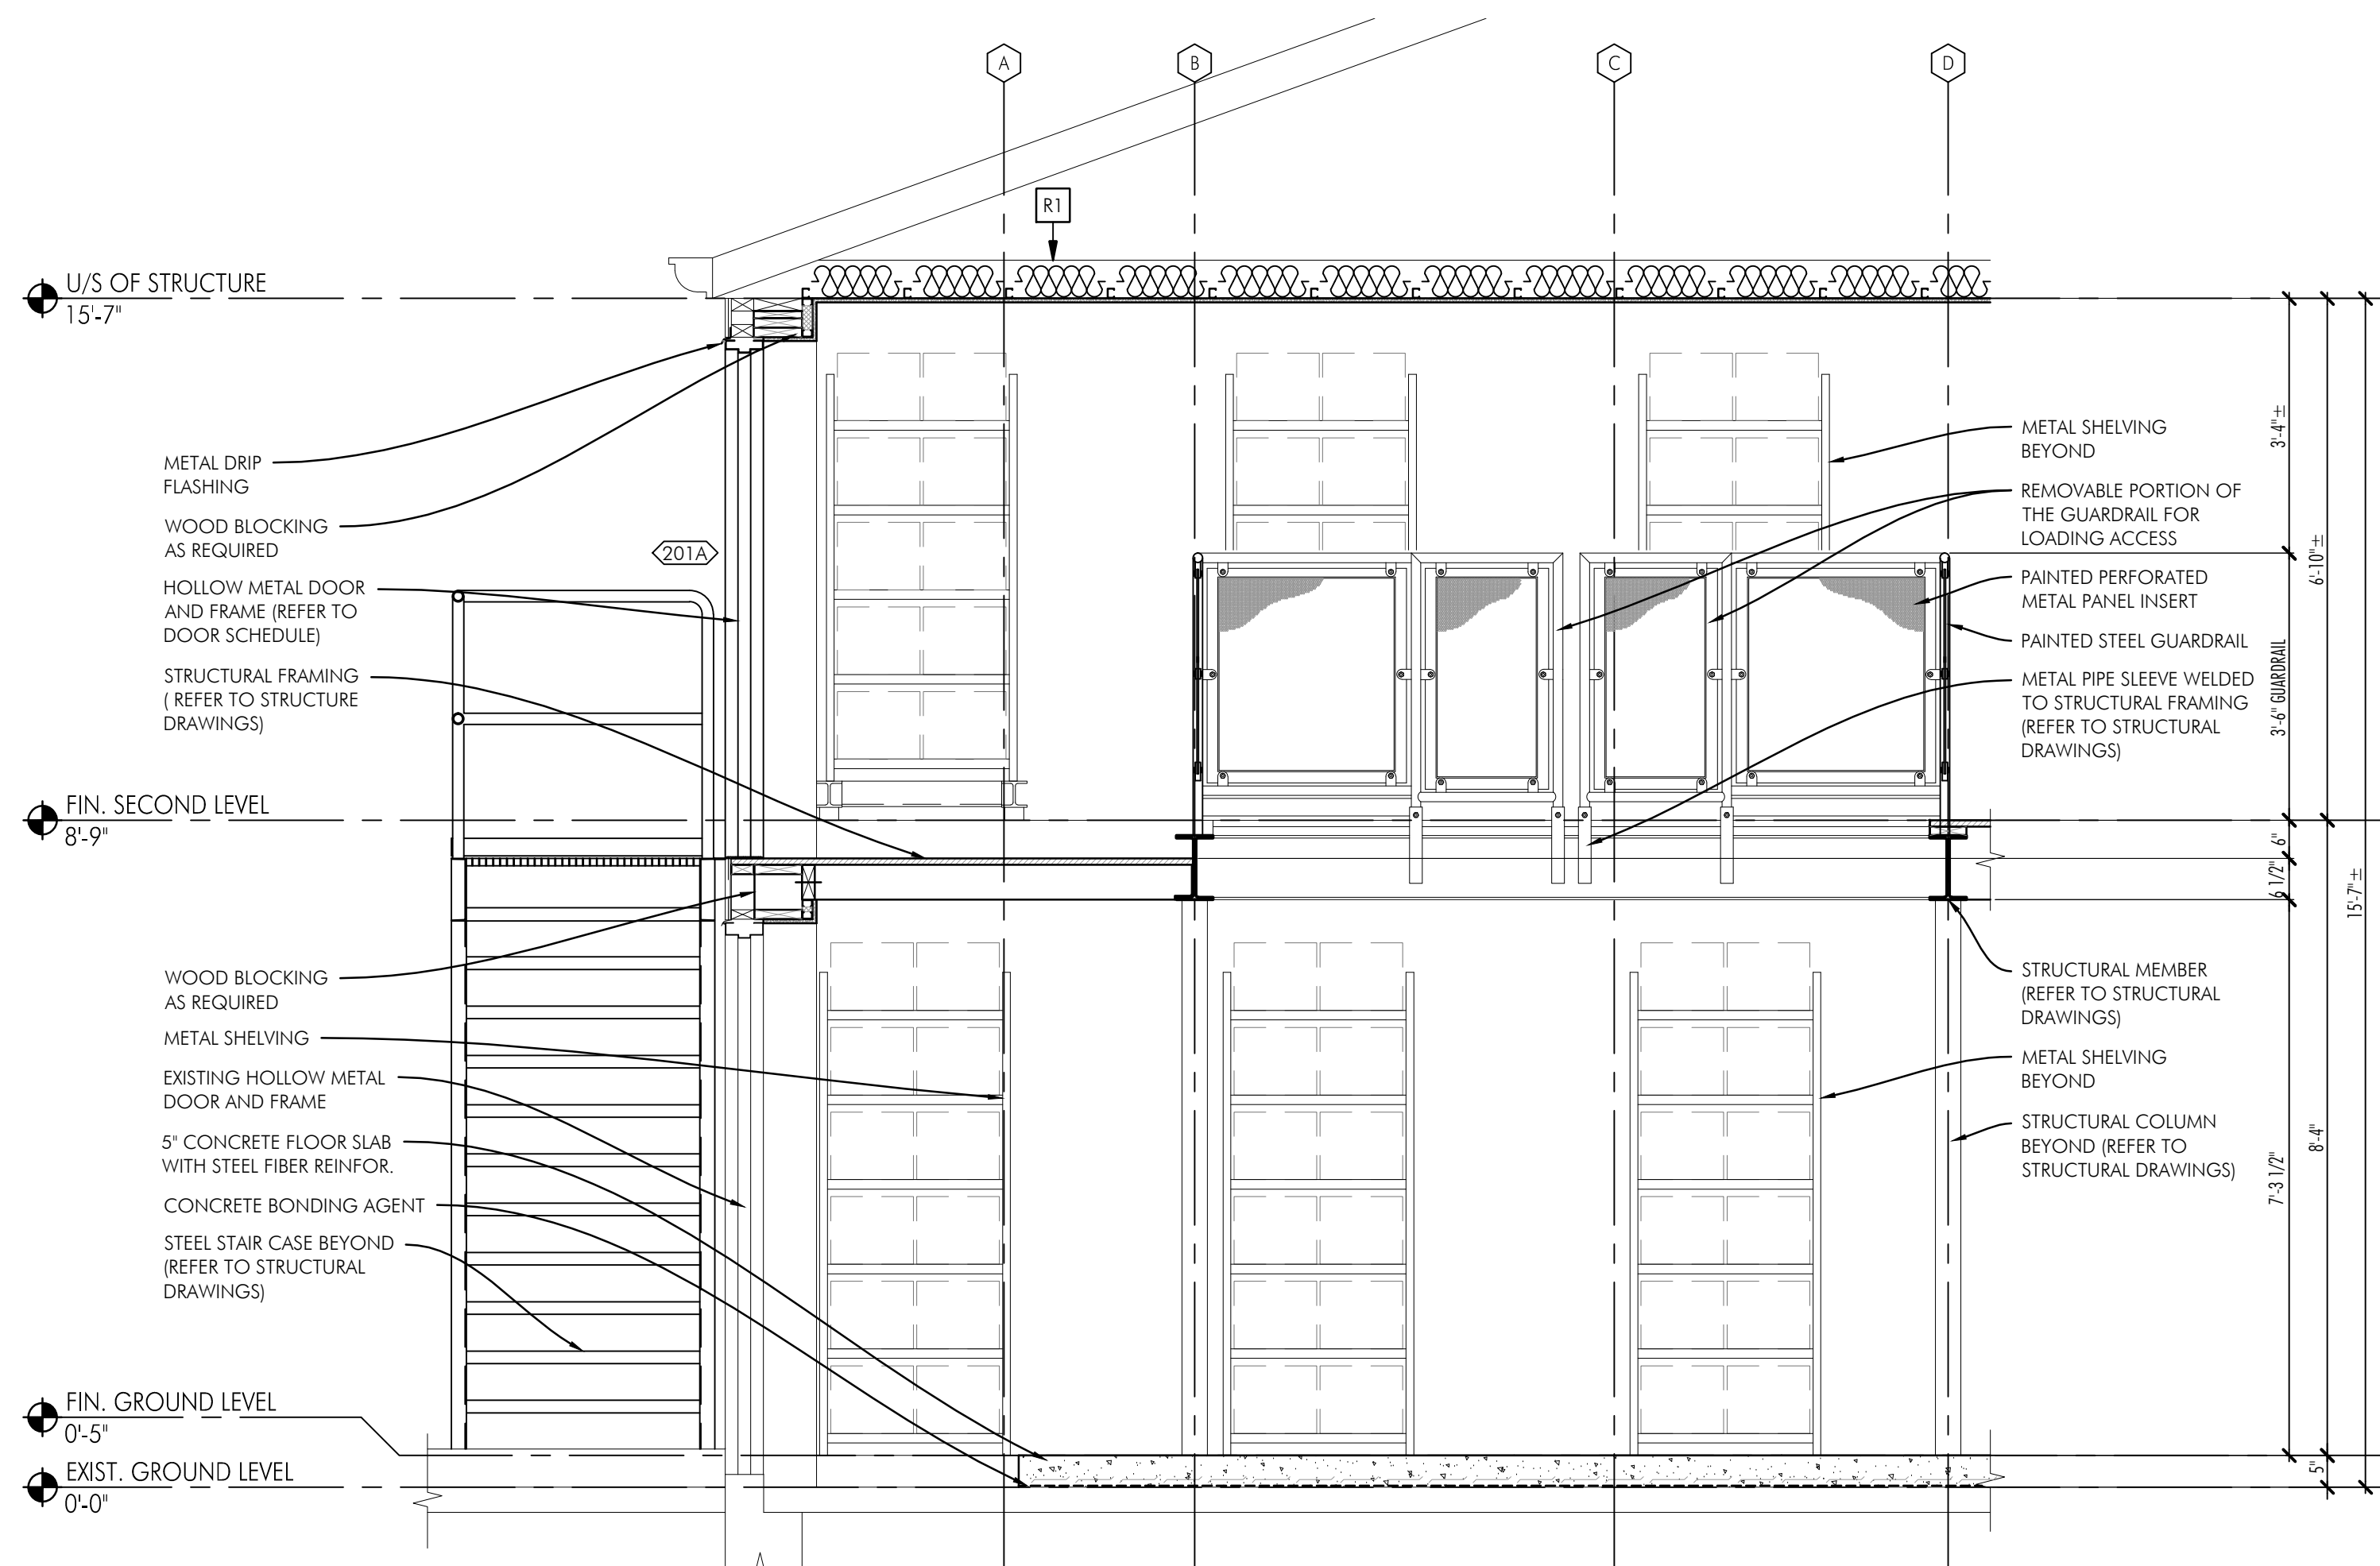 A
B
C
D
R1
U/S OF STRUCTURE
15'-7"
METAL DRIP
FLASHING
WOOD BLOCKING
AS REQUIRED
201A
HOLLOW METAL DOOR
AND FRAME (REFER TO
DOOR SCHEDULE)
STRUCTURAL FRAMING
( REFER TO STRUCTURE
DRAWINGS)
FIN. SECOND LEVEL
8'-9"
WOOD BLOCKING
AS REQUIRED
METAL SHELVING
EXISTING HOLLOW METAL
DOOR AND FRAME
5" CONCRETE FLOOR SLAB
WITH STEEL FIBER REINFOR.
CONCRETE BONDING AGENT
STEEL STAIR CASE BEYOND
(REFER TO STRUCTURAL
DRAWINGS)
FIN. GROUND LEVEL
0'-5"
EXIST. GROUND LEVEL
0'-0"
METAL SHELVING
BEYOND
REMOVABLE PORTION OF
THE GUARDRAIL FOR
LOADING ACCESS
PAINTED PERFORATED
METAL PANEL INSERT
PAINTED STEEL GUARDRAIL
METAL PIPE SLEEVE WELDED
TO STRUCTURAL FRAMING
(REFER TO STRUCTURAL
DRAWINGS)
STRUCTURAL MEMBER
(REFER TO STRUCTURAL
DRAWINGS)
METAL SHELVING
BEYOND
STRUCTURAL COLUMN
BEYOND (REFER TO
STRUCTURAL DRAWINGS)
3'-4"±
3'-6" GUARDRAIL
6"
6 1/2"
7'-3 1/2"
6'-10"±
8'-4"
5"
15'-7"±